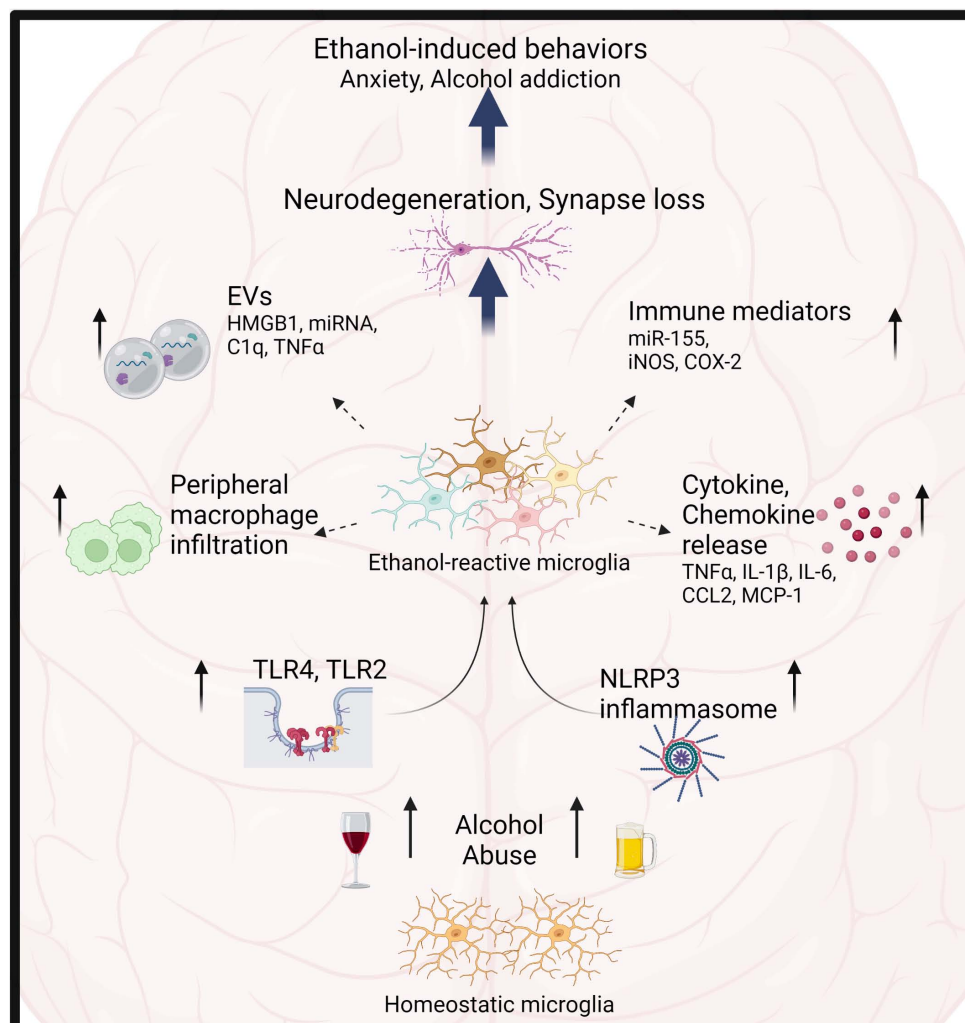 Ethanol-induced behaviors
Anxiety, Alcohol addiction
Neurodegeneration, Synapse loss
EVs
HMGB1, miRNA,
C1q, TNFα
Immune mediators
miR-155,
iNOS, COX-2
Peripheral
macrophage
infiltration
Ethanol-reactive microglia
Cytokine,
Chemokine
release
TNFα, IL-1β, IL-6,
CCL2, MCP-1
TLR4, TLR2
NLRP3
inflammasome
Alcohol
Abuse
Homeostatic microglia